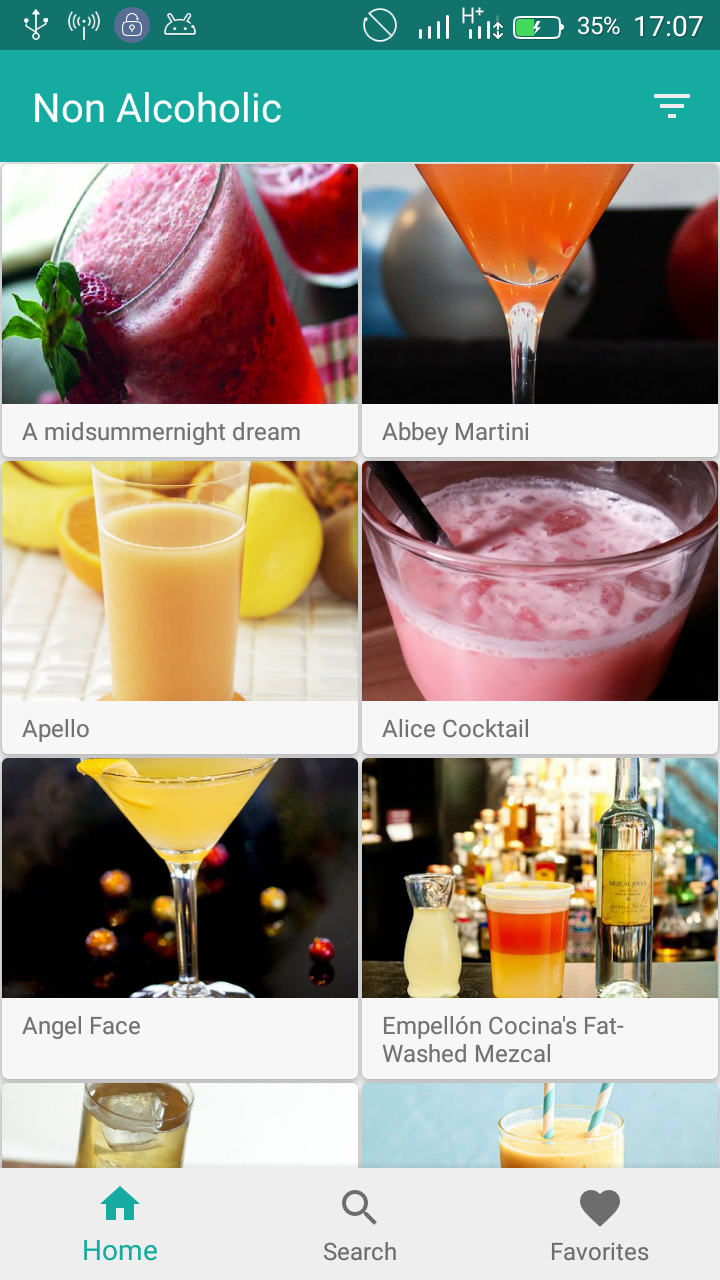 H+ 35% 17:07
Non Alcoholic
A midsummernight dream
Abbey Martini
Apello
Alice Cocktail
Angel Face
Empellón Cocina's Fat-
Washed Mezcal
Home
Search
Favorites